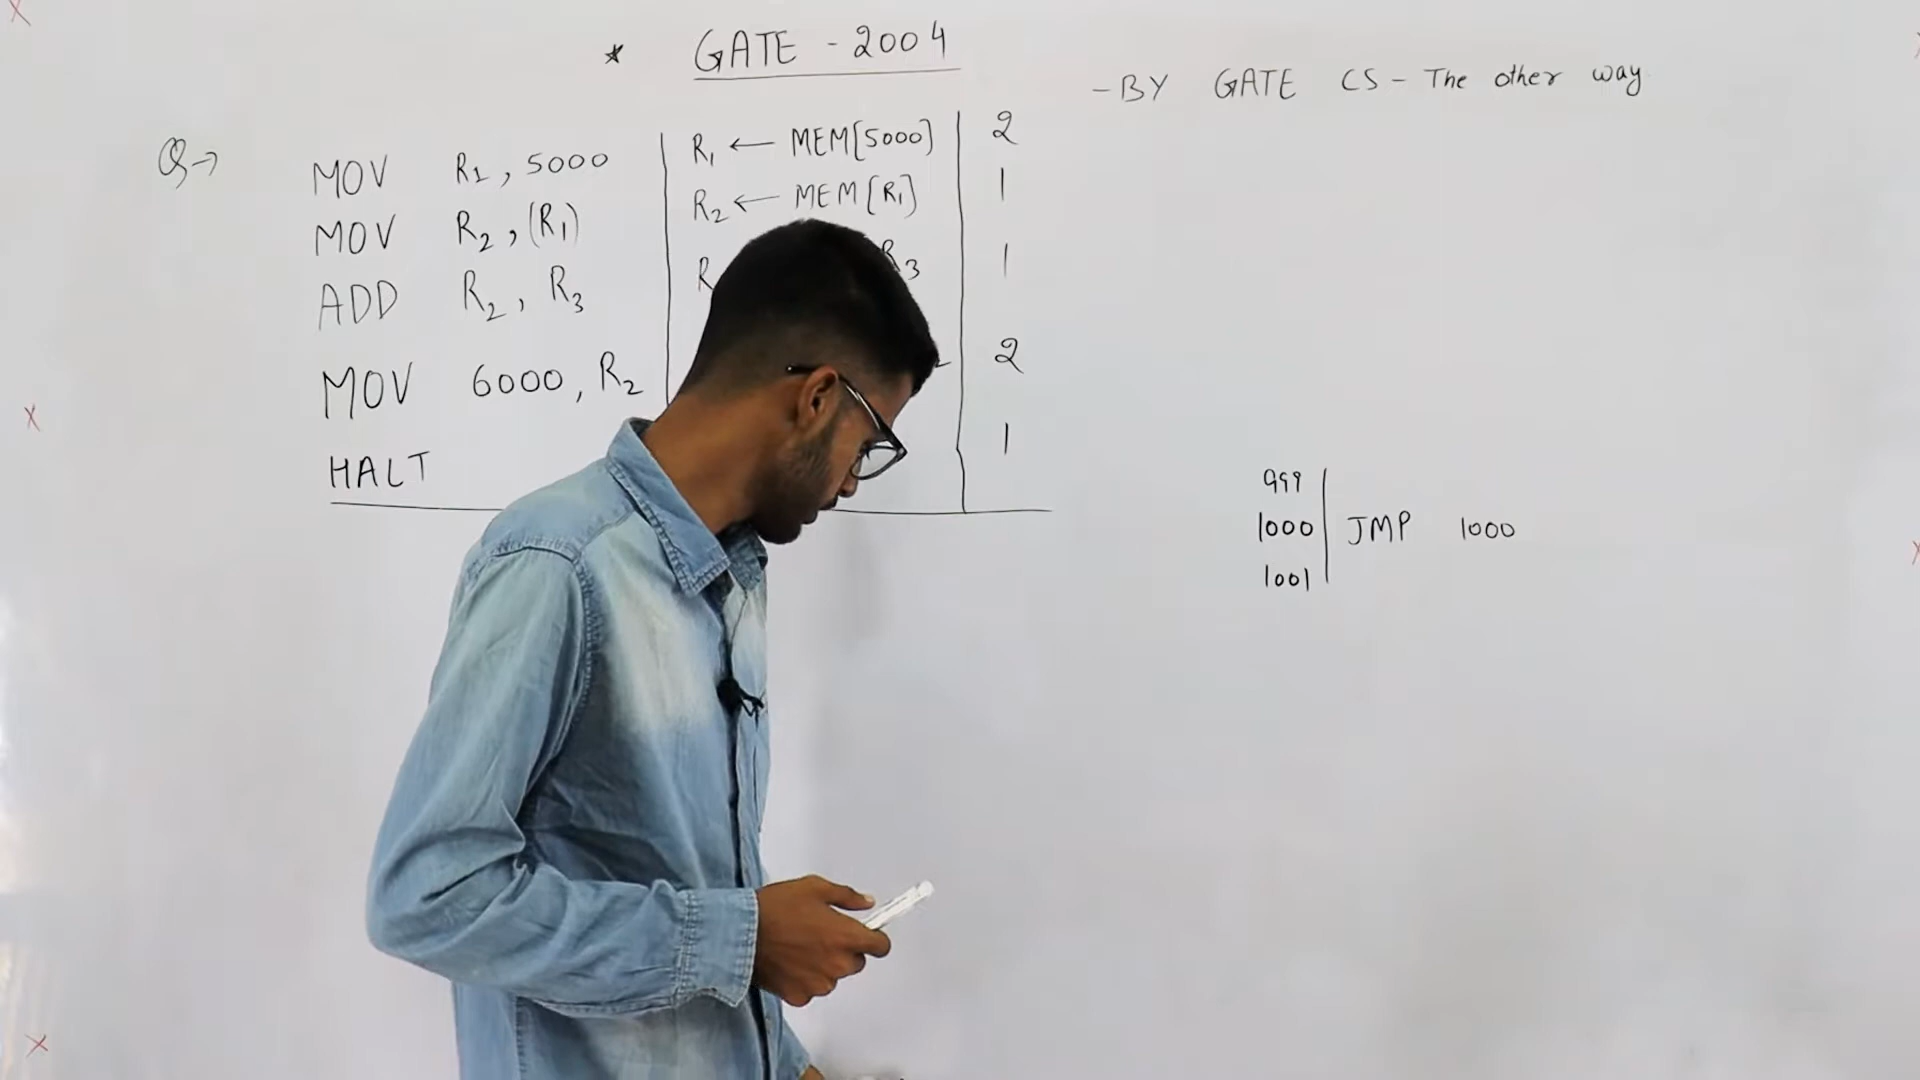 * GATE - 2004
- BY GATE CS - The other way
Q→ MOV R1, 5000 R1 ← MEM[5000] 2
MOV R2, (R1) R2 ← MEM[R1] 1
ADD R2, R3 R R3 1
MOV 6000, R2 2
HALT 1
999
1000 JMP 1000
1001